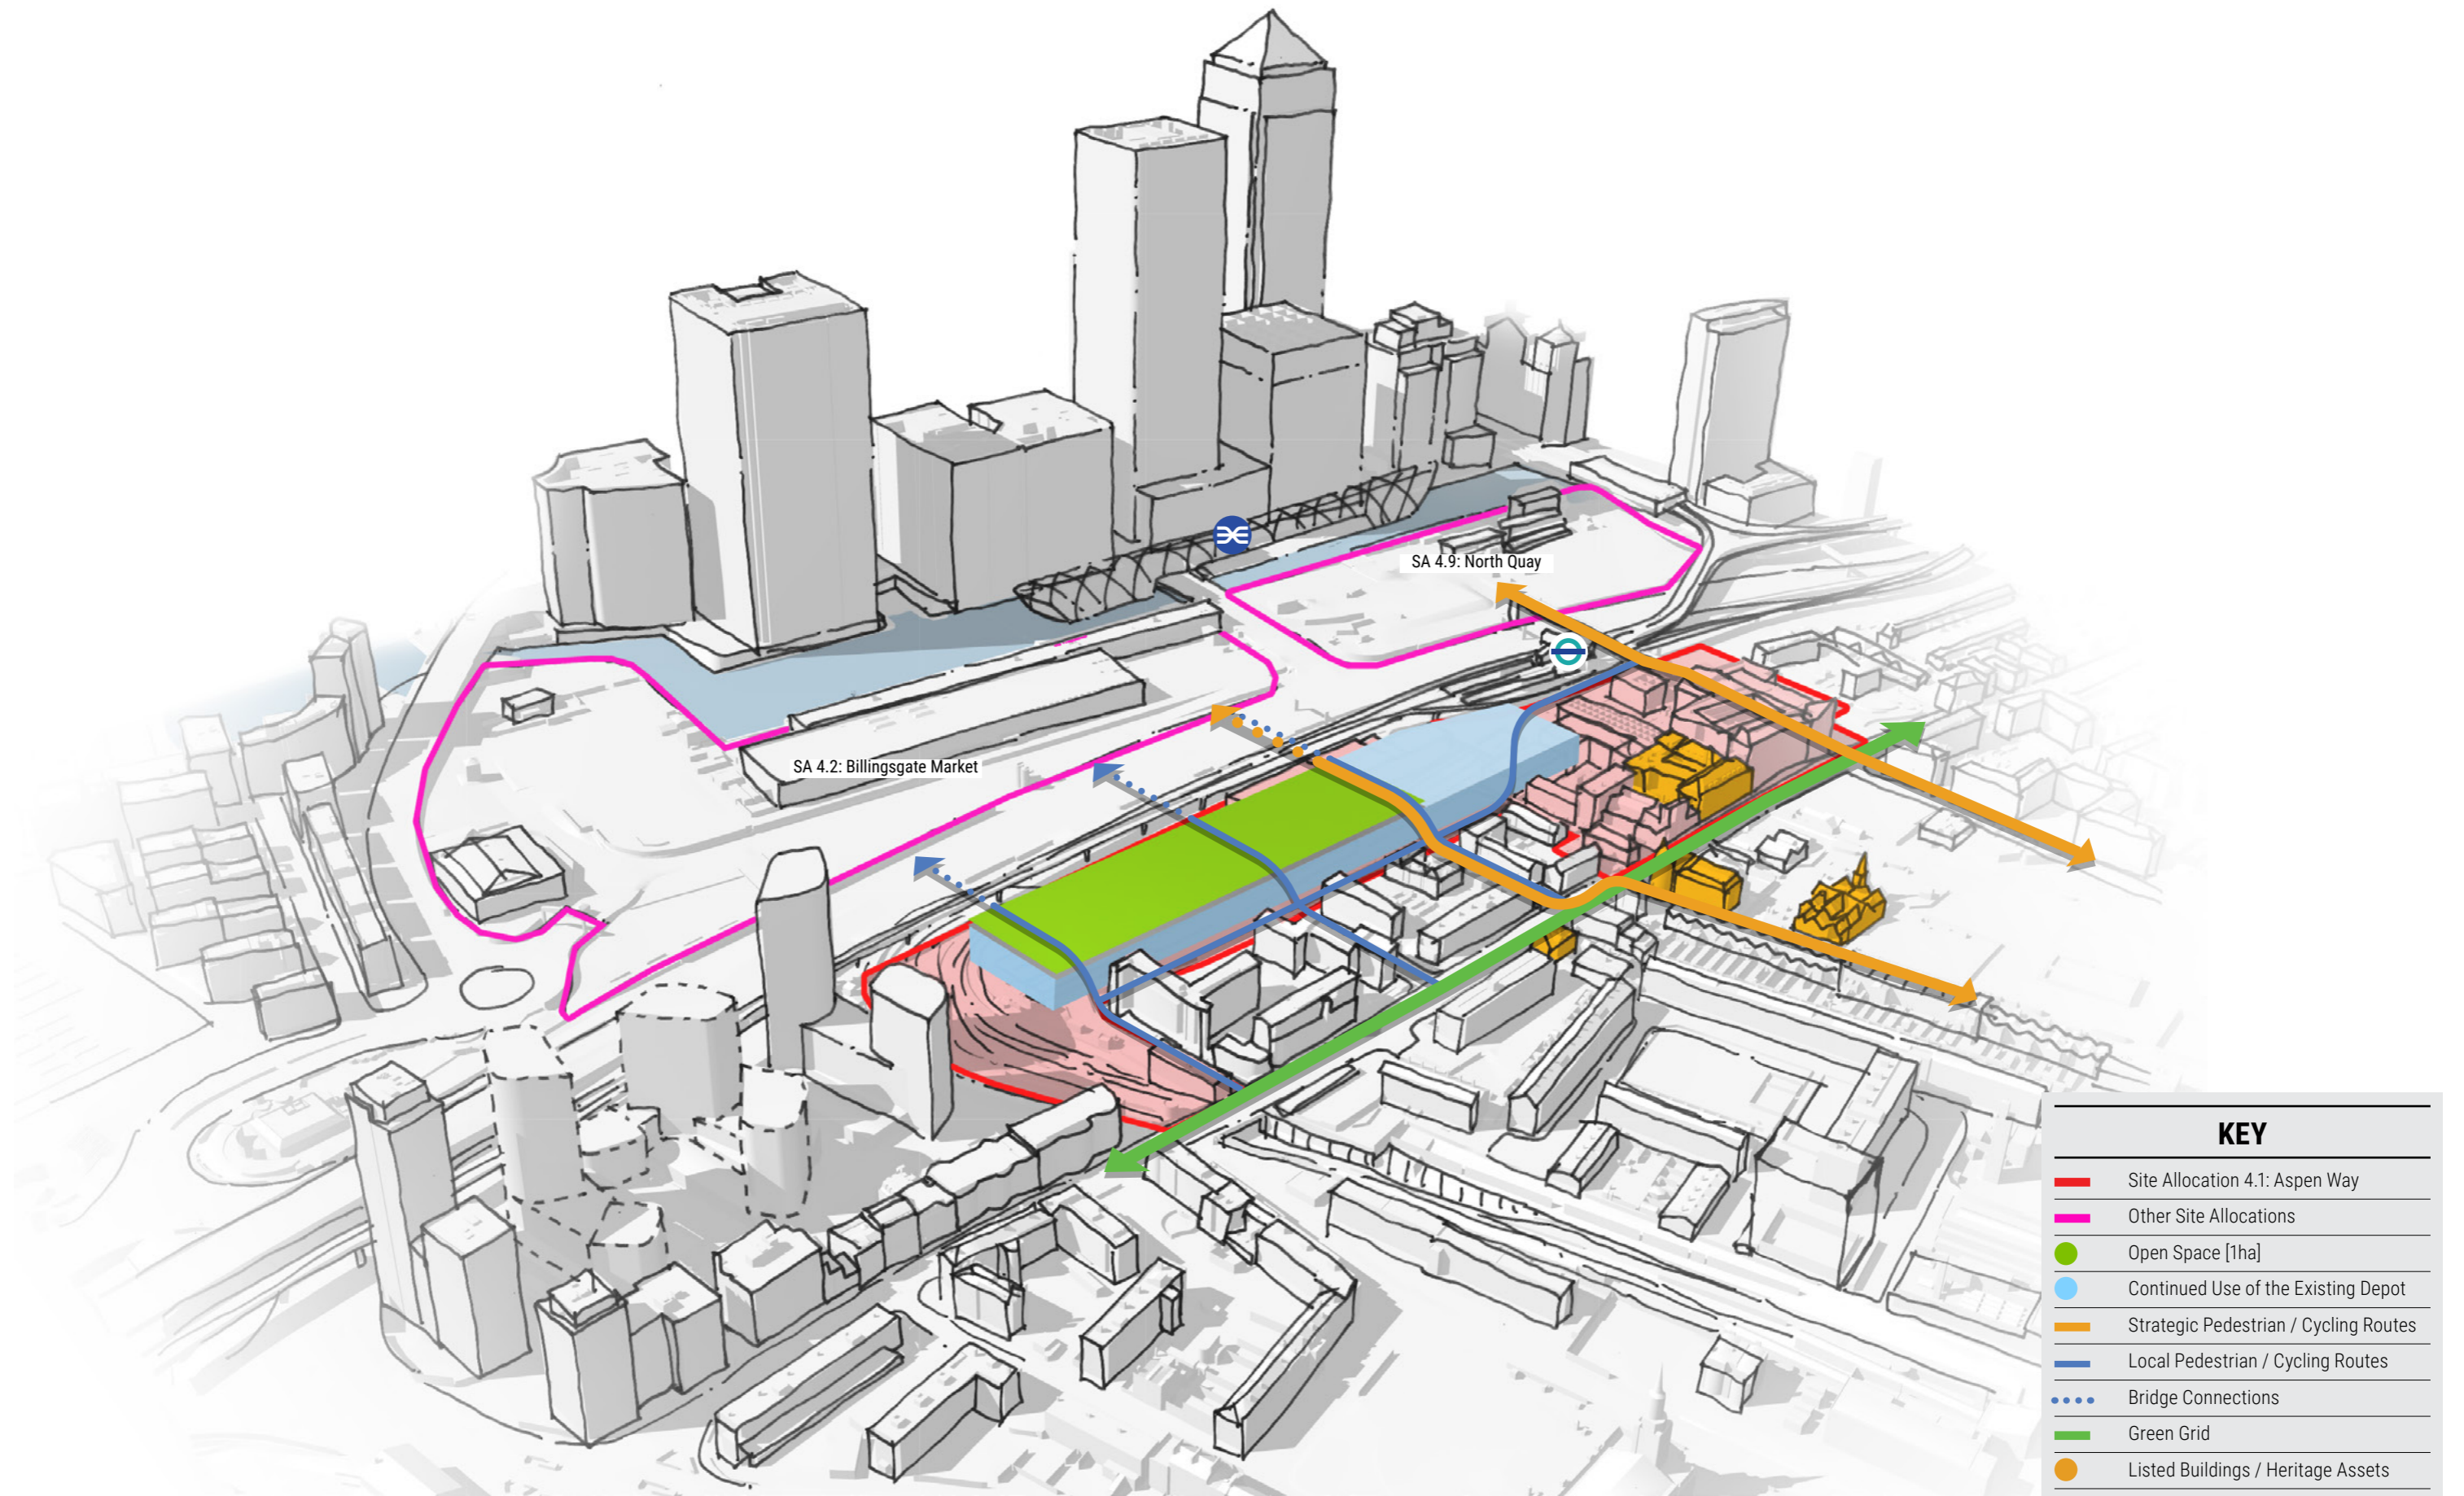 SA 4.9: North Quay
SA 4.2: Billingsgate Market
KEY
Site Allocation 4.1: Aspen Way
Other Site Allocations
Open Space [1ha]
Continued Use of the Existing Depot
Strategic Pedestrian / Cycling Routes
Local Pedestrian / Cycling Routes
Bridge Connections
Green Grid
Listed Buildings / Heritage Assets